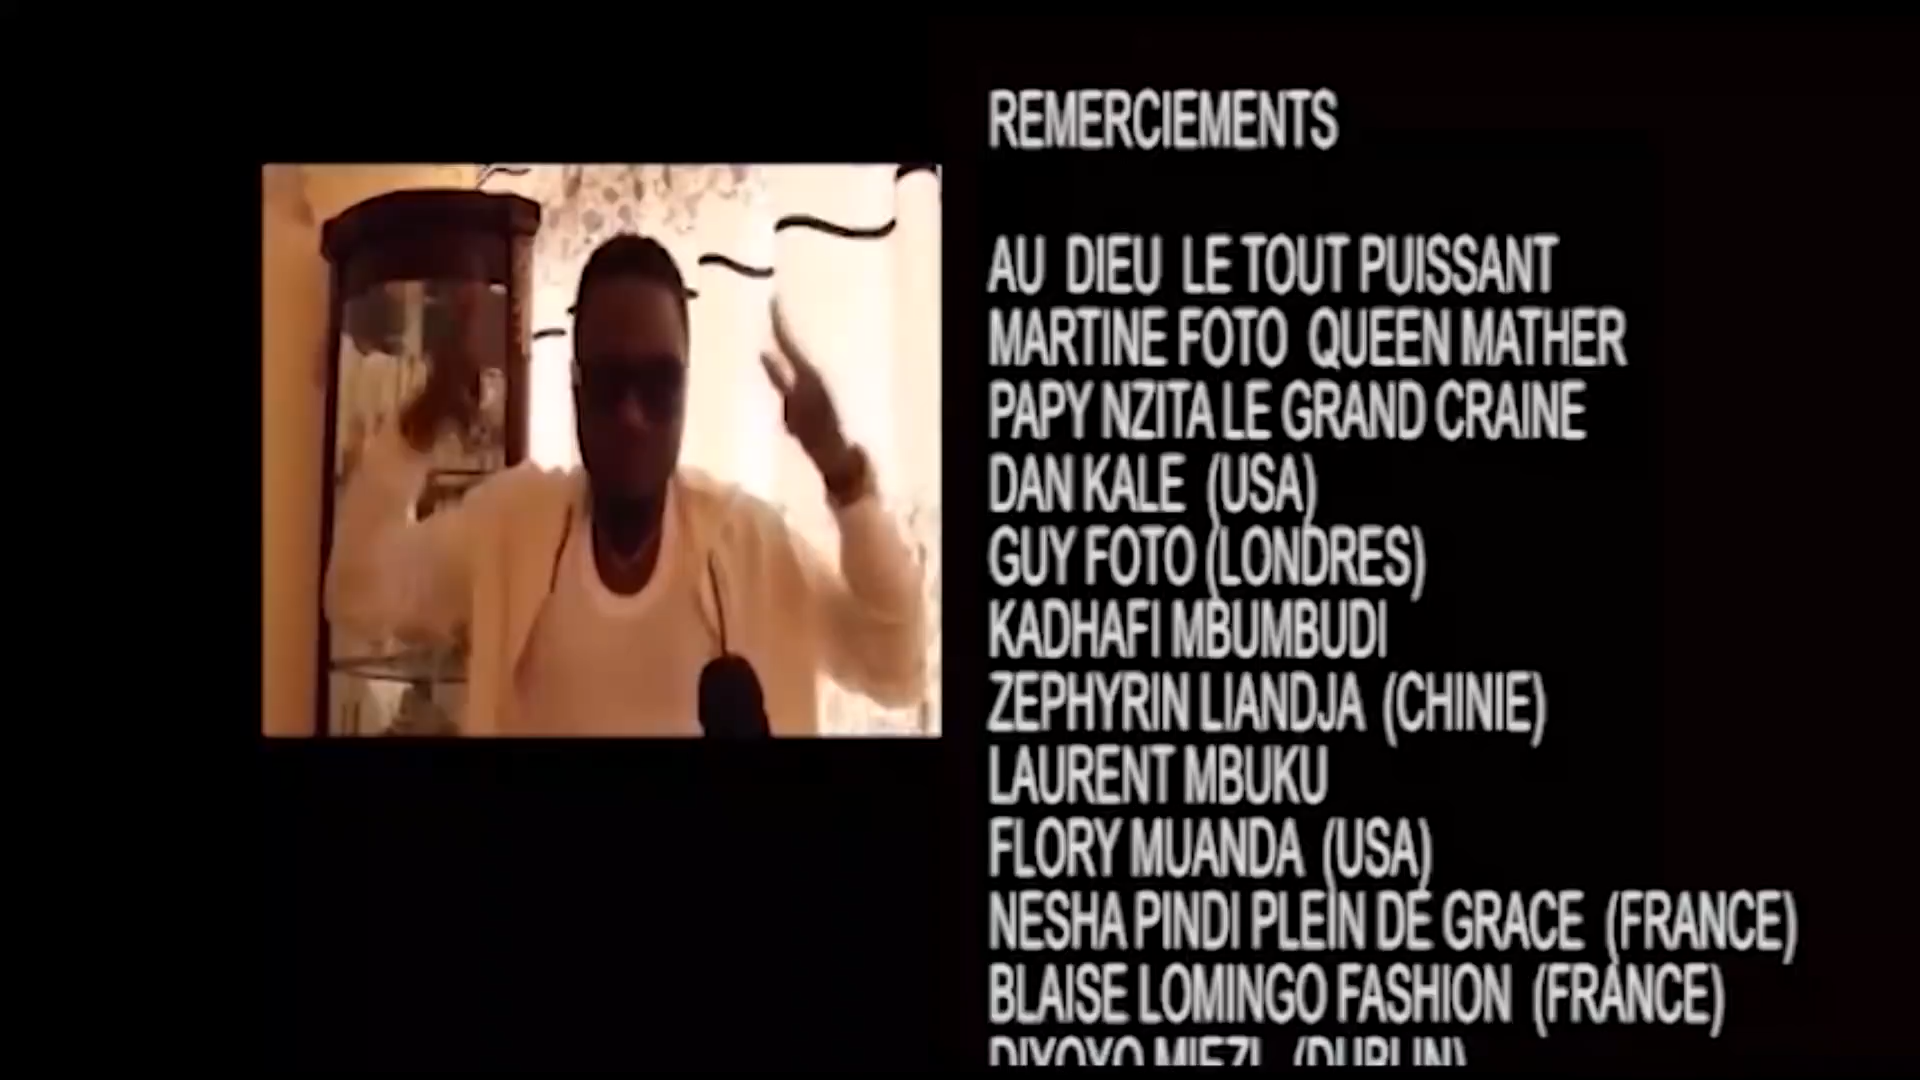 REMERCIEMENTS
AU DIEU LE TOUT PUISSANT
MARTINE FOTO QUEEN MATHER
PAPY NZITA LE GRAND CRAINE
DAN KALE (USA)
GUY FOTO (LONDRES)
KADHAFI MBUMBUDI
ZEPHYRIN LIANDJA (CHINIE)
LAURENT MBUKU
FLORY MUANDA (USA)
NESHA PINDI PLEIN DE GRACE (FRANCE)
BLAISE LOMINGO FASHION (FRANCE)
(DUBLIN)